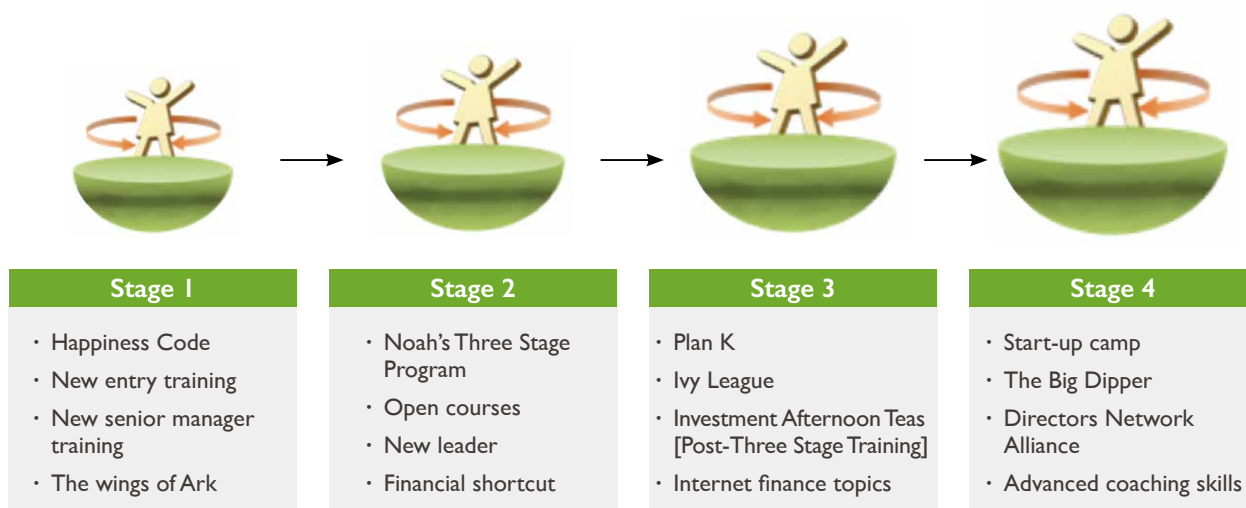 Stage 1
· Happiness Code
· New entry training
· New senior manager
training
· The wings of Ark
Stage 2
· Noah's Three Stage
Program
· Open courses
· New leader
· Financial shortcut
Stage 3
· Plan K
· Ivy League
· Investment Afternoon Teas
[Post-Three Stage Training]
· Internet finance topics
Stage 4
· Start-up camp
· The Big Dipper
· Directors Network
Alliance
· Advanced coaching skills